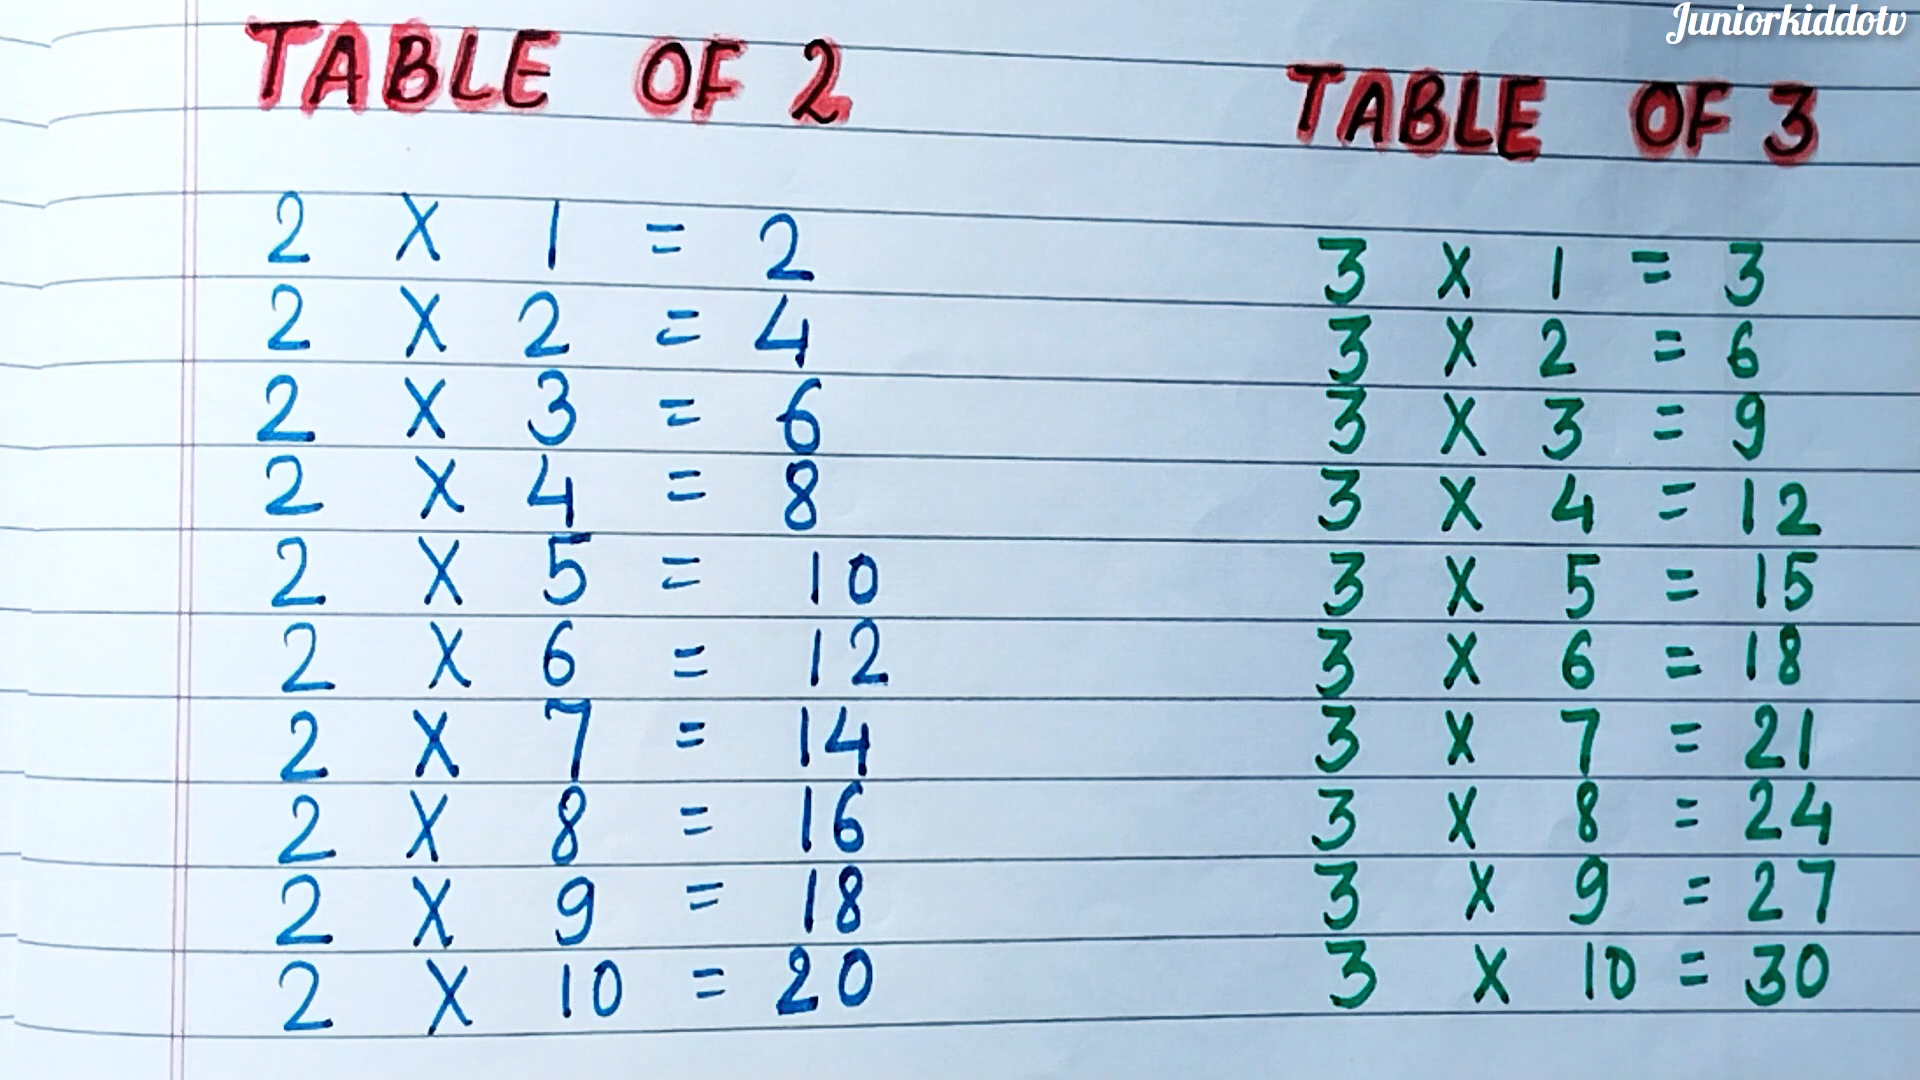 Juniorkiddotv
TABLE OF 2
2 X 1 = 2
2 X 2 = 4
2 X 3 = 6
2 X 4 = 8
2 X 5 = 10
2 X 6 = 12
2 X 7 = 14
2 X 8 = 16
2 X 9 = 18
2 X 10 = 20
TABLE OF 3
3 X 1 = 3
3 X 2 = 6
3 X 3 = 9
3 X 4 = 12
3 X 5 = 15
3 X 6 = 18
3 X 7 = 21
3 X 8 = 24
3 X 9 = 27
3 X 10 = 30